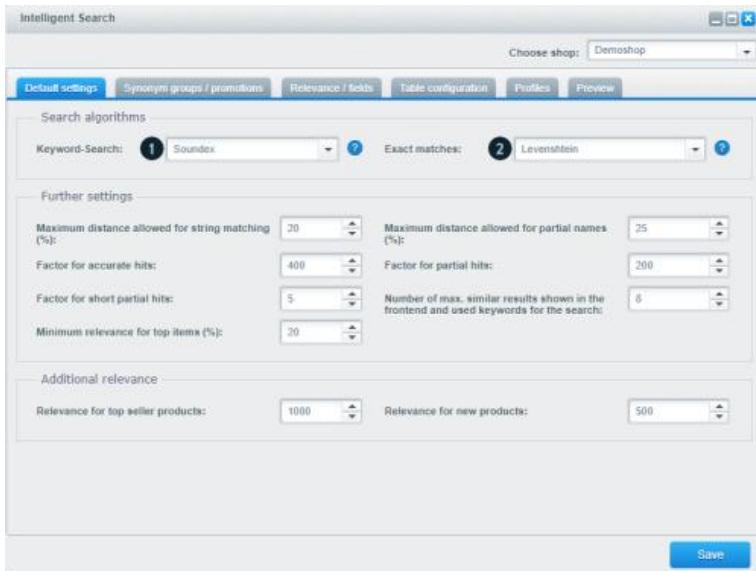 Intelligent Search
Choose shop: Demoshop
Default settings Synonym groups / promotions Relevance / fields Table configuration Profiles Preview
Search algorithms
Keyword-Search: 1 Soundex ? Exact matches: 2 Levenshtein ?
Further settings
Maximum distance allowed for string matching (%): 20 Maximum distance allowed for partial names (%): 25
Factor for accurate hits: 400 Factor for partial hits: 200
Factor for short partial hits: 5 Number of max. similar results shown in the frontend and used keywords for the search: 8
Minimum relevance for top items (%): 20
Additional relevance
Relevance for top seller products: 1000 Relevance for new products: 500
Save